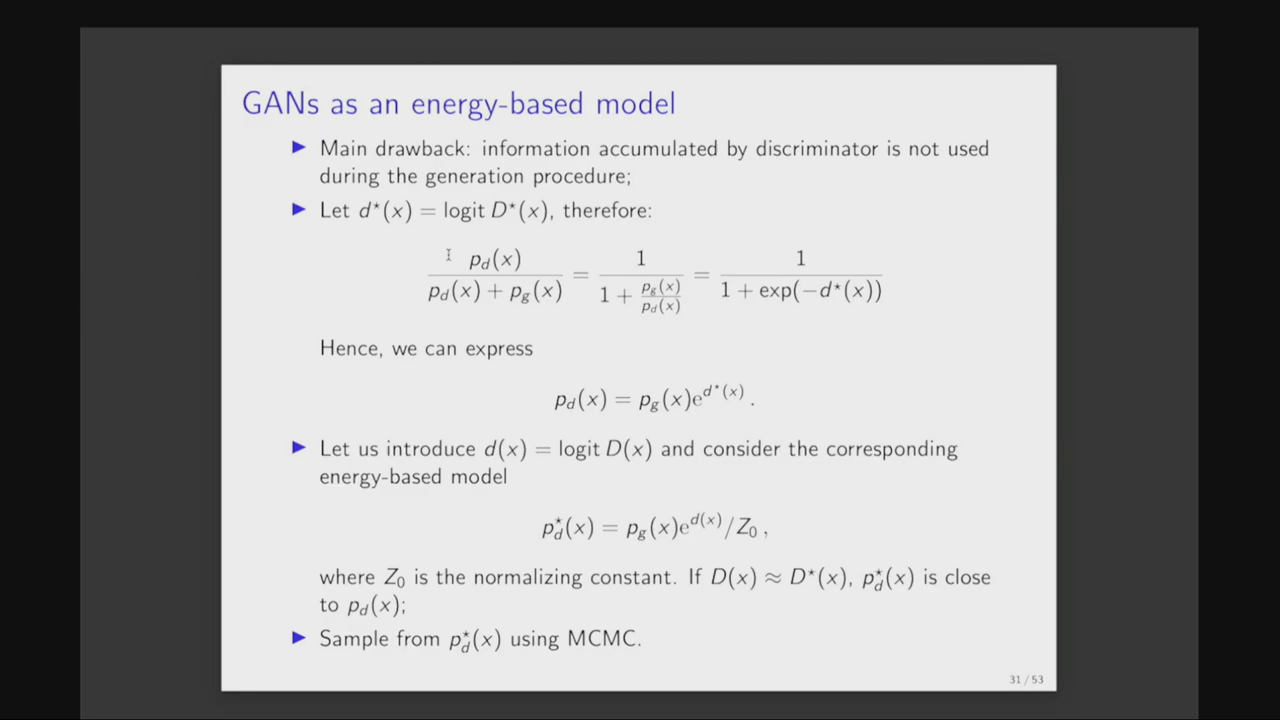 GANs as an energy-based model
▶ Main drawback: information accumulated by discriminator is not used
during the generation procedure;
▶ Let d⋆(x) = logit D⋆(x), therefore:
p_d(x) / (p_d(x) + p_g(x)) = 1 / (1 + p_g(x)/p_d(x)) = 1 / (1 + exp(−d⋆(x)))
Hence, we can express
p_d(x) = p_g(x)e^{d⋆(x)} .
▶ Let us introduce d(x) = logit D(x) and consider the corresponding
energy-based model
p_d⋆(x) = p_g(x)e^{d(x)}/Z_0 ,
where Z_0 is the normalizing constant. If D(x) ≈ D⋆(x), p_d⋆(x) is close
to p_d(x);
▶ Sample from p_d⋆(x) using MCMC.
31 / 53